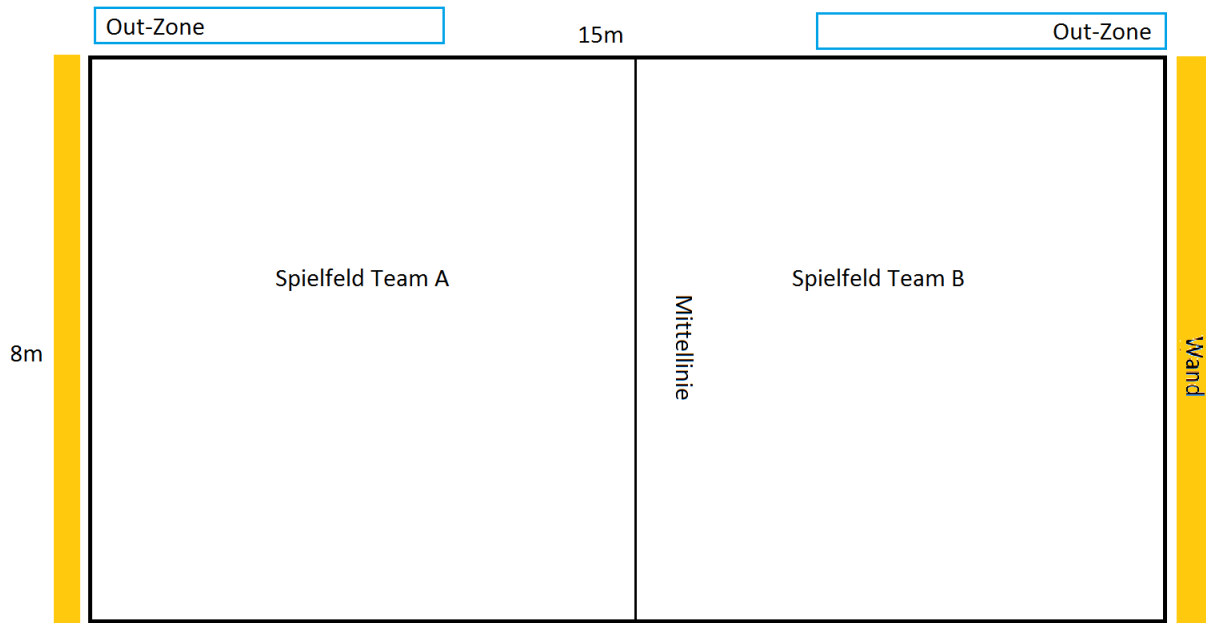 Out-Zone
15m
Out-Zone
Spielfeld Team A
Spielfeld Team B
8m
Mittellinie
Wand